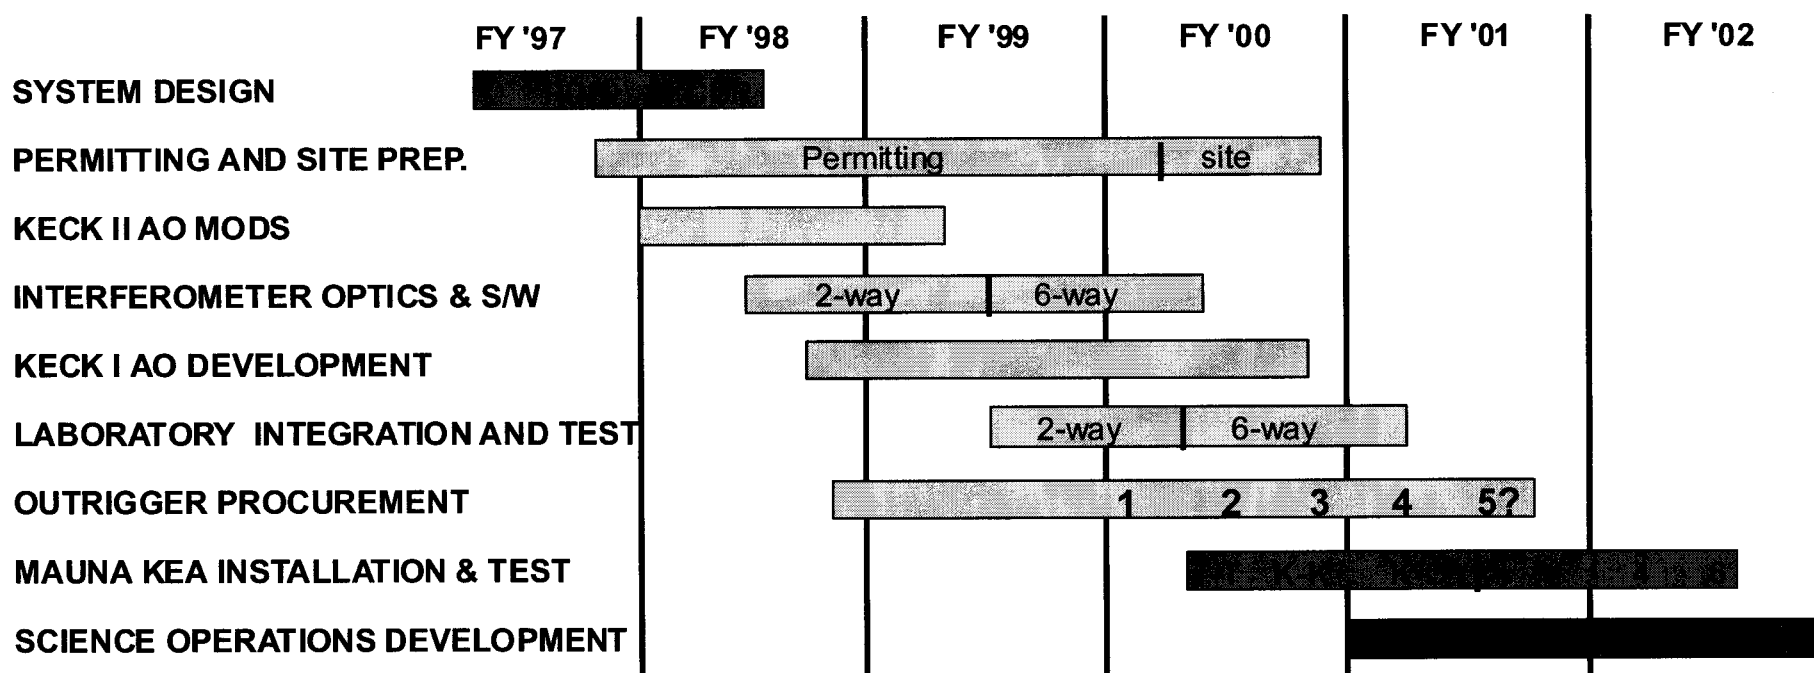 FY '97 FY '98 FY '99 FY '00 FY '01 FY '02
SYSTEM DESIGN
PERMITTING AND SITE PREP. Permitting site
KECK II AO MODS
INTERFEROMETER OPTICS & S/W 2-way 6-way
KECK I AO DEVELOPMENT
LABORATORY INTEGRATION AND TEST 2-way 6-way
OUTRIGGER PROCUREMENT 1 2 3 4 5?
MAUNA KEA INSTALLATION & TEST
SCIENCE OPERATIONS DEVELOPMENT